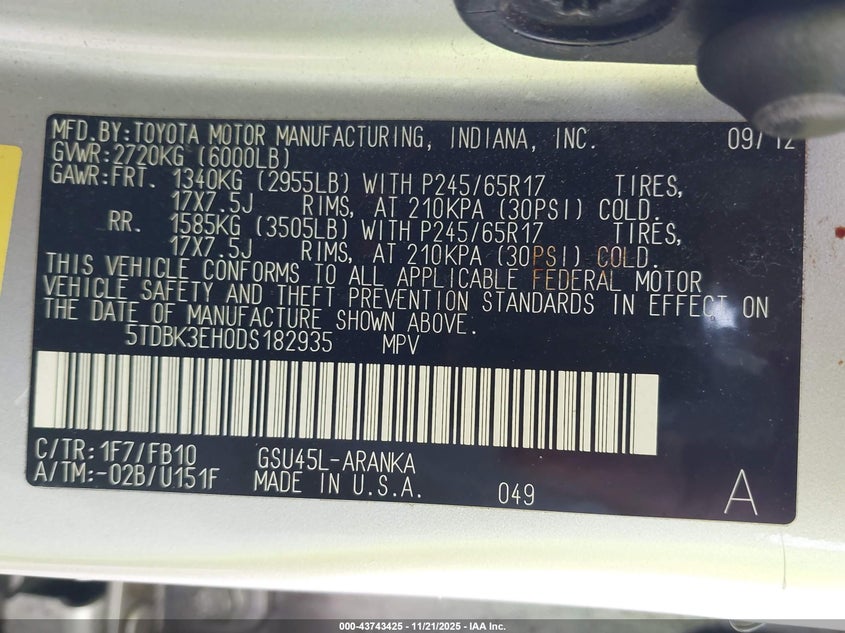 MFD.BY:TOYOTA MOTOR MANUFACTURING, INDIANA, INC. 09/12
GVWR:2720KG (6000LB)
GAWR:FRT. 1340KG (2955LB) WITH P245/65R17 TIRES,
17X7.5J RIMS, AT 210KPA (30PSI) COLD.
RR. 1585KG (3505LB) WITH P245/65R17 TIRES,
17X7.5J RIMS, AT 210KPA (30PSI) COLD.
THIS VEHICLE CONFORMS TO ALL APPLICABLE FEDERAL MOTOR
VEHICLE SAFETY AND THEFT PREVENTION STANDARDS IN EFFECT ON
THE DATE OF MANUFACTURE SHOWN ABOVE.
5TDBK3EH0DS182935 MPV
C/TR:1F7/FB10 GSU45L-ARANKA
A/TM:-02B/U151F MADE IN U.S.A. 049 A
000-43743425 - 11/21/2025 - IAA Inc.